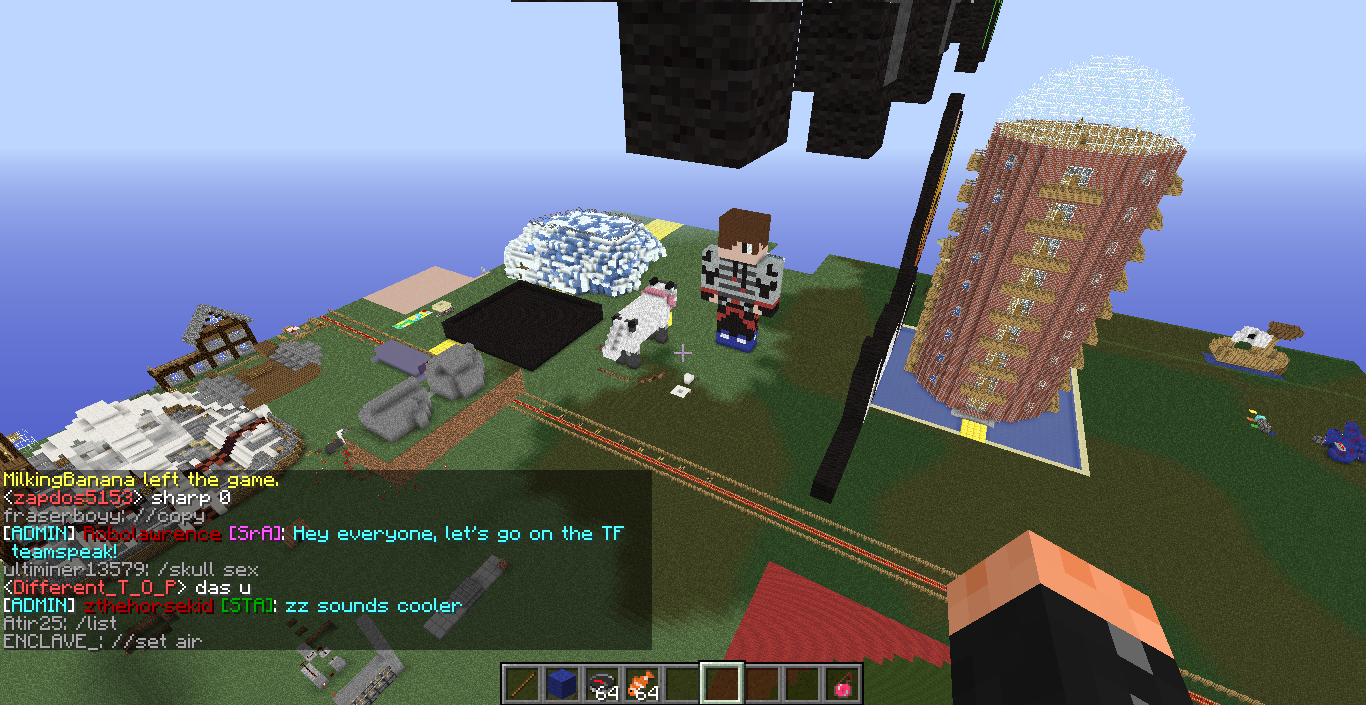 MilkingBanana left the game.
<zapdos5153> sharp 0
fraserboyy: //copy
[ADMIN] Robolawrence [SrA]: Hey everyone, let's go on the TF
teamspeak!
ultiminer13579: /skull sex
<Different_T_O_P> das u
[ADMIN] zthehorsekid [STA]: zz sounds cooler
Atir25: /list
ENCLAVE_: //set air
64 64